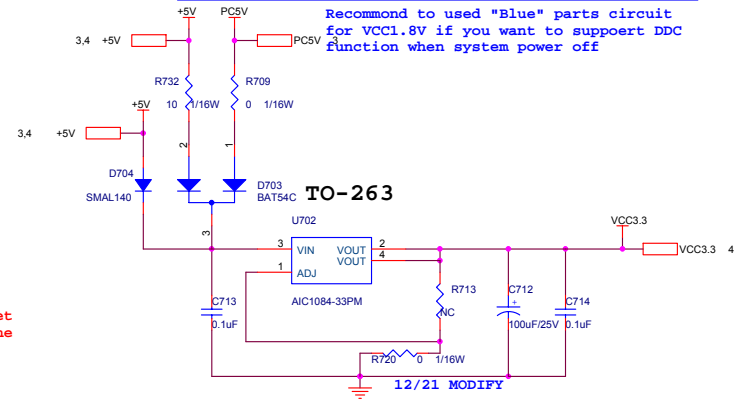 Recommond to used "Blue" parts circuit
for VCC1.8V if you want to suppoert DDC
function when system power off
+5V
PC5V
3,4 +5V
PC5V 3
R732
10 1/16W
R709
0 1/16W
+5V
3,4 +5V
2
1
D704
SMAL140
D703
BAT54C
TO-263
3
U702
VCC3.3
3 VIN
VOUT 2
VOUT 4
1 ADJ
VCC3.3 4
AIC1084-33PM
R713
NC
C713
0.1uF
C712
+
100uF/25V
C714
0.1uF
et
ne
R720 0 1/16W
12/21 MODIFY